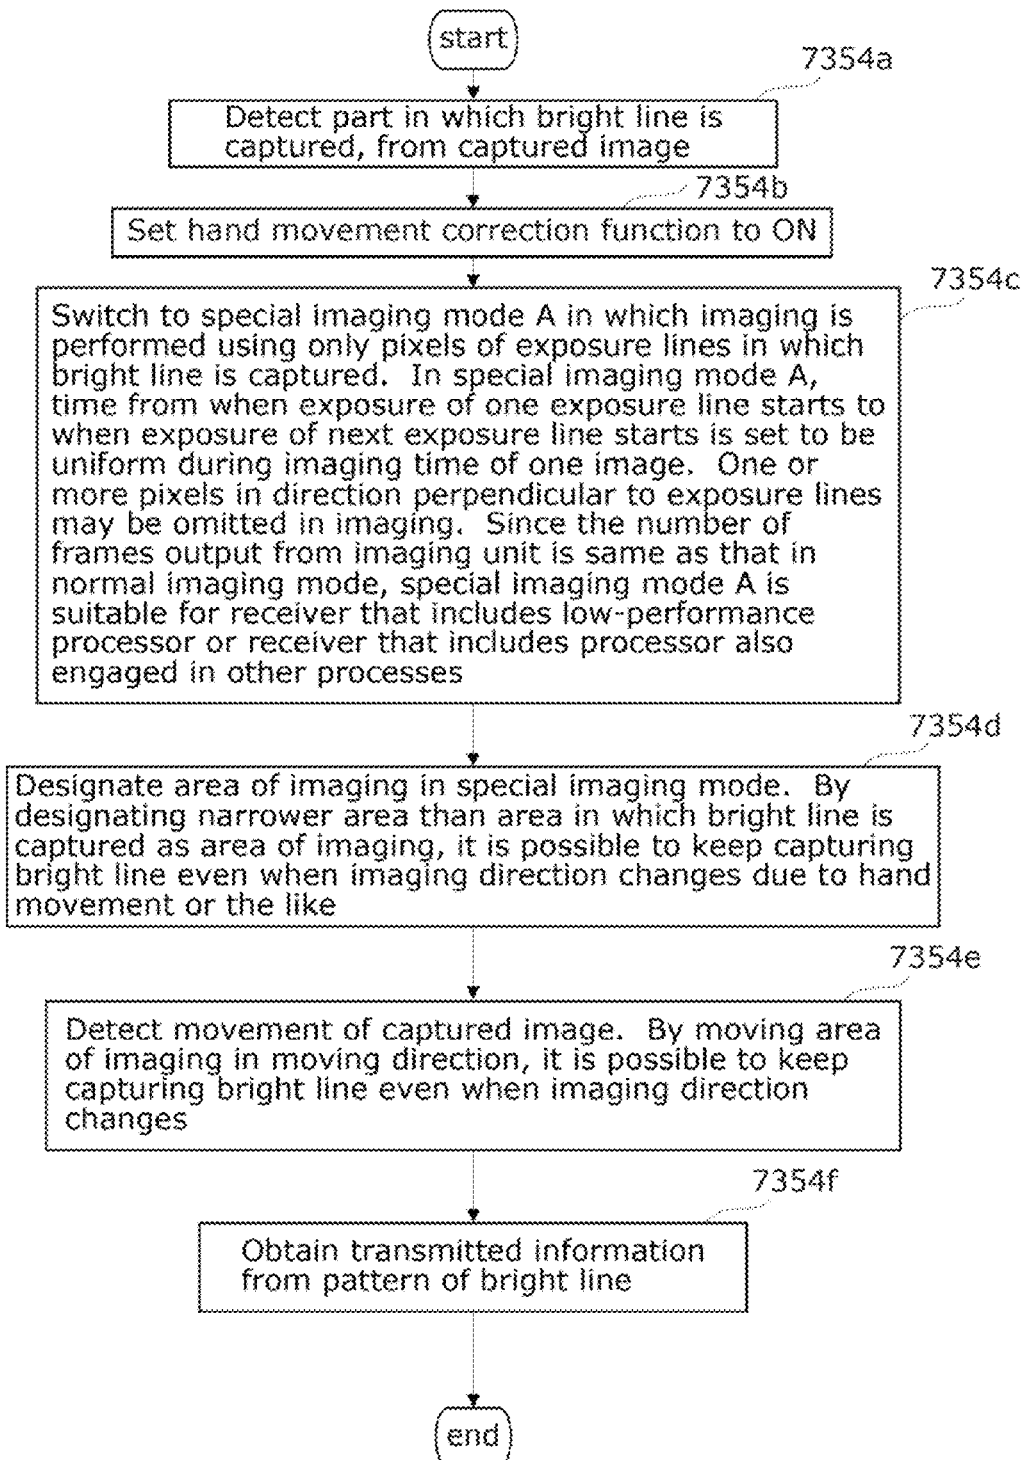 start
7354a
Detect part in which bright line is
captured, from captured image
7354b
Set hand movement correction function to ON
7354c
Switch to special imaging mode A in which imaging is
performed using only pixels of exposure lines in which
bright line is captured.  In special imaging mode A,
time from when exposure of one exposure line starts to
when exposure of next exposure line starts is set to be
uniform during imaging time of one image.  One or
more pixels in direction perpendicular to exposure lines
may be omitted in imaging.  Since the number of
frames output from imaging unit is same as that in
normal imaging mode, special imaging mode A is
suitable for receiver that includes low-performance
processor or receiver that includes processor also
engaged in other processes
7354d
Designate area of imaging in special imaging mode.  By
designating narrower area than area in which bright line is
captured as area of imaging, it is possible to keep capturing
bright line even when imaging direction changes due to hand
movement or the like
7354e
Detect movement of captured image.  By moving area
of imaging in moving direction, it is possible to keep
capturing bright line even when imaging direction
changes
7354f
Obtain transmitted information
from pattern of bright line
end